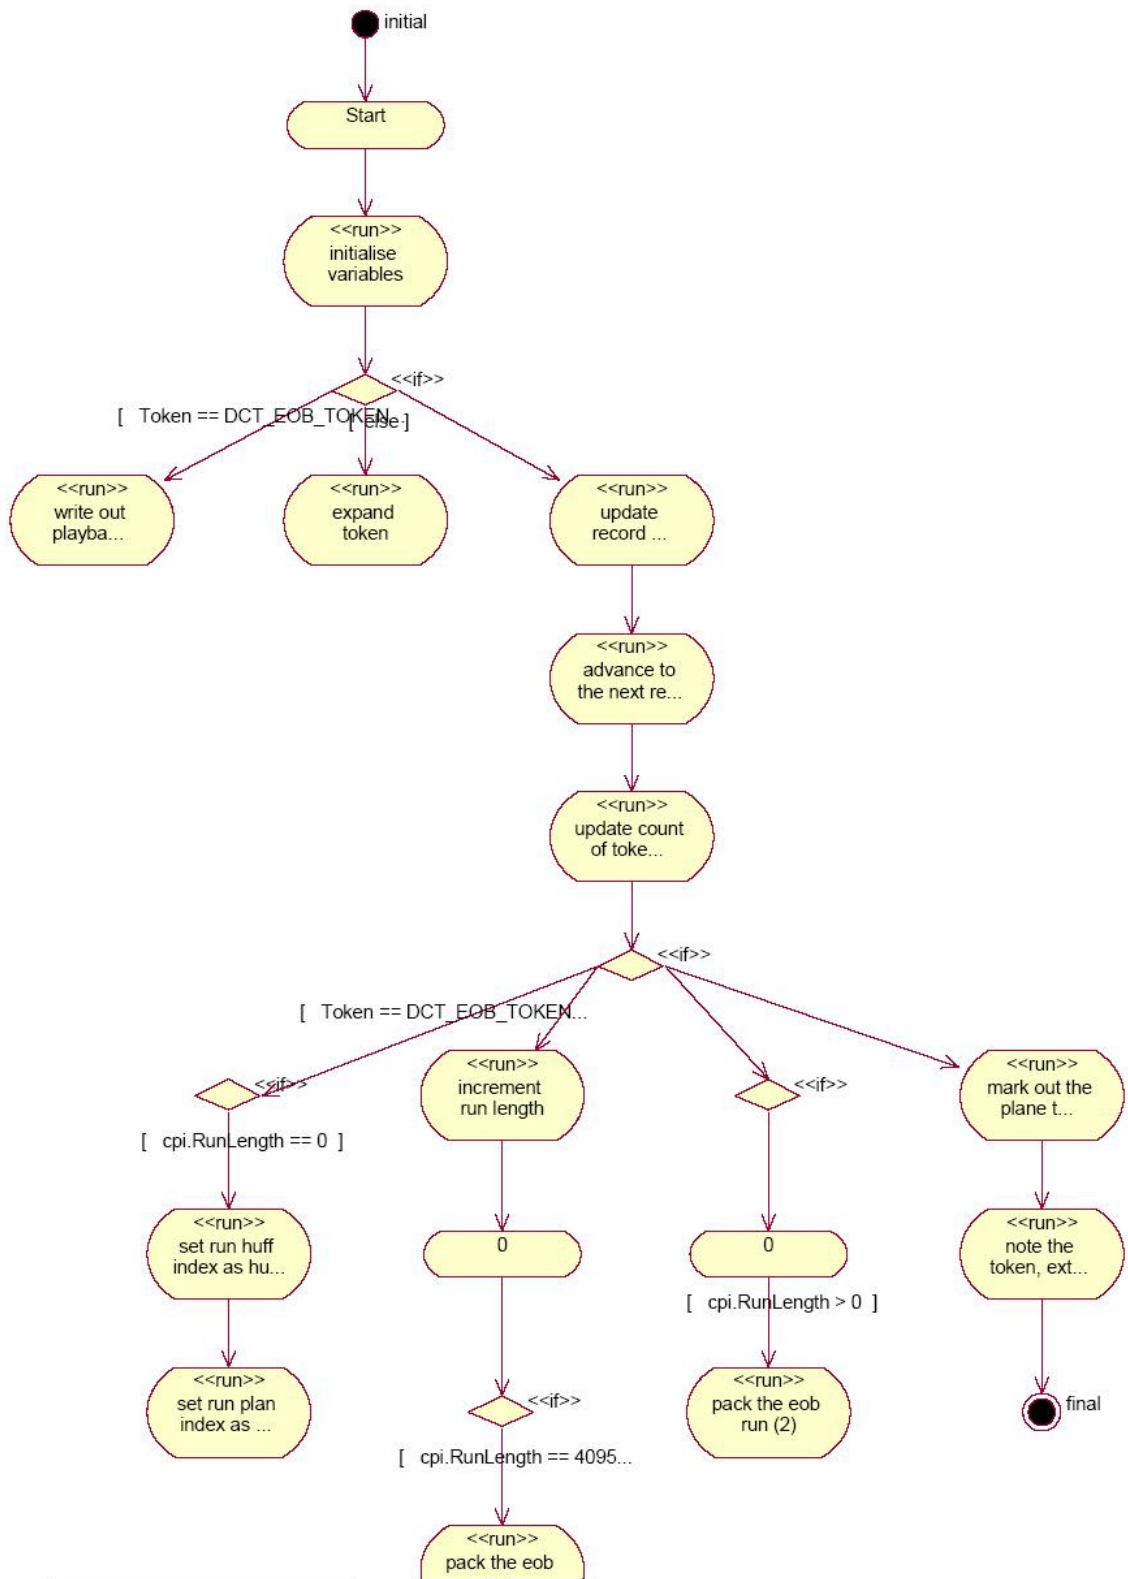 initial
Start
<<run>>
initialise
variables
<<if>>
[ Token == DCT_EOB_TOKEN...
[ else ]
<<run>>
write out
playba...
<<run>>
expand
token
<<run>>
update
record ...
<<run>>
advance to
the next re...
<<run>>
update count
of toke...
<<if>>
[ Token == DCT_EOB_TOKEN...
<<if>>
<<run>>
increment
run length
<<if>>
<<run>>
mark out the
plane t...
[ cpi.RunLength == 0 ]
<<run>>
set run huff
index as hu...
0
0
<<run>>
note the
token, ext...
[ cpi.RunLength > 0 ]
<<run>>
set run plan
index as ...
<<if>>
<<run>>
pack the eob
run (2)
final
[ cpi.RunLength == 4095...
<<run>>
pack the eob